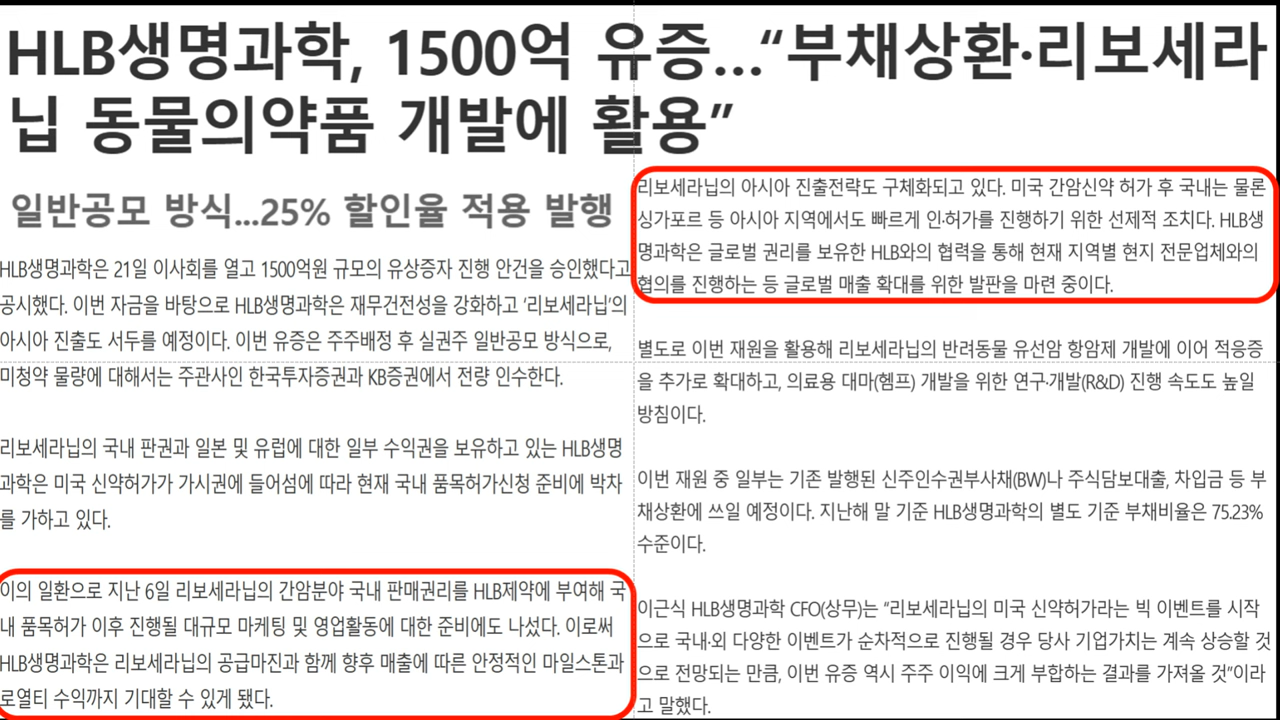 HLB생명과학, 1500억 유증…“부채상환·리보세라
닙 동물의약품 개발에 활용”
일반공모 방식...25% 할인율 적용 발행
HLB생명과학은 21일 이사회를 열고 1500억원 규모의 유상증자 진행 안건을 승인했다고
공시했다. 이번 자금을 바탕으로 HLB생명과학은 재무건전성을 강화하고 ‘리보세라닙’의
아시아 진출도 서두를 예정이다. 이번 유증은 주주배정 후 실권주 일반공모 방식으로,
미청약 물량에 대해서는 주관사인 한국투자증권과 KB증권에서 전량 인수한다.
리보세라닙의 국내 판권과 일본 및 유럽에 대한 일부 수익권을 보유하고 있는 HLB생명
과학은 미국 신약허가가 가시권에 들어섬에 따라 현재 국내 품목허가신청 준비에 박차
를 가하고 있다.
이의 일환으로 지난 6일 리보세라닙의 간암분야 국내 판매권리를 HLB제약에 부여해 국
내 품목허가 이후 진행될 대규모 마케팅 및 영업활동에 대한 준비에도 나섰다. 이로써
HLB생명과학은 리보세라닙의 공급마진과 함께 향후 매출에 따른 안정적인 마일스톤과
로열티 수익까지 기대할 수 있게 됐다.
리보세라닙의 아시아 진출전략도 구체화되고 있다. 미국 간암신약 허가 후 국내는 물론
싱가포르 등 아시아 지역에서도 빠르게 인·허가를 진행하기 위한 선제적 조치다. HLB생
명과학은 글로벌 권리를 보유한 HLB와의 협력을 통해 현재 지역별 현지 전문업체와의
협의를 진행하는 등 글로벌 매출 확대를 위한 발판을 마련 중이다.
별도로 이번 재원을 활용해 리보세라닙의 반려동물 유선암 항암제 개발에 이어 적응증
을 추가로 확대하고, 의료용 대마(헴프) 개발을 위한 연구·개발(R&D) 진행 속도도 높일
방침이다.
이번 재원 중 일부는 기존 발행된 신주인수권부사채(BW)나 주식담보대출, 차입금 등 부
채상환에 쓰일 예정이다. 지난해 말 기준 HLB생명과학의 별도 기준 부채비율은 75.23%
수준이다.
이근식 HLB생명과학 CFO(상무)는 “리보세라닙의 미국 신약허가라는 빅 이벤트를 시작
으로 국내·외 다양한 이벤트가 순차적으로 진행될 경우 당사 기업가치는 계속 상승할 것
으로 전망되는 만큼, 이번 유증 역시 주주 이익에 크게 부합하는 결과를 가져올 것”이라
고 말했다.